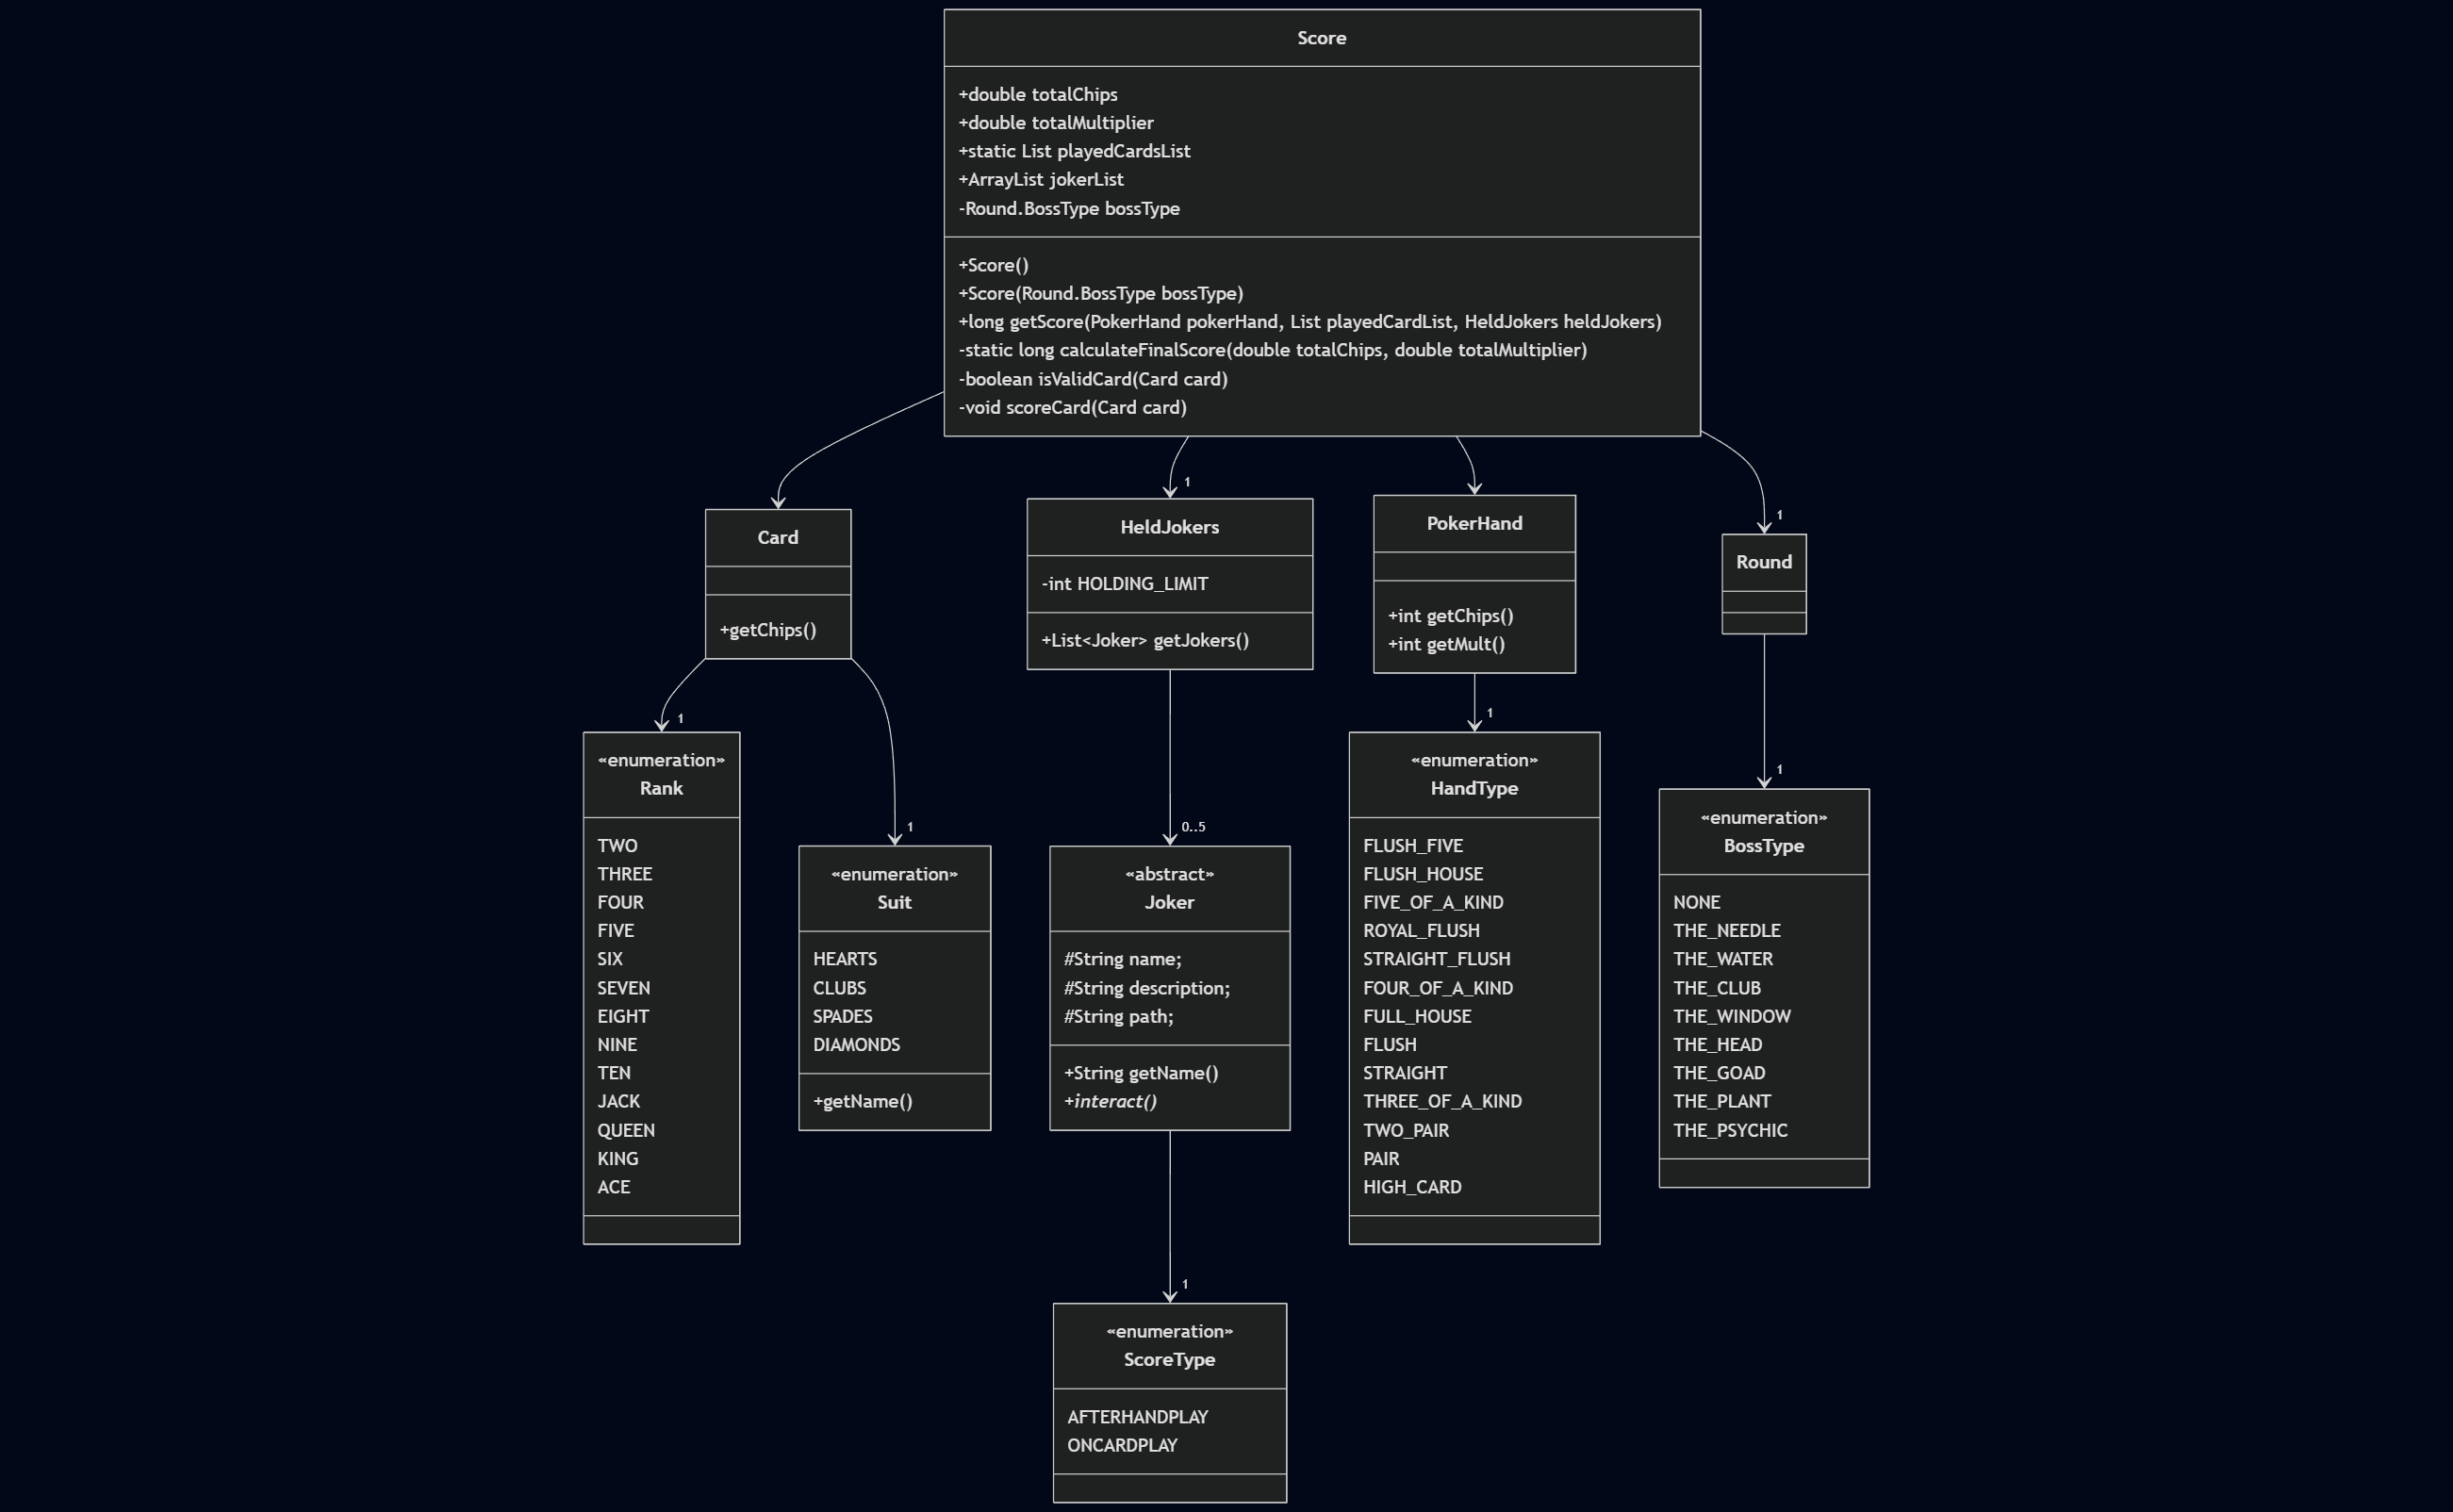 Score
+double totalChips
+double totalMultiplier
+static List playedCardsList
+ArrayList jokerList
-Round.BossType bossType
+Score()
+Score(Round.BossType bossType)
+long getScore(PokerHand pokerHand, List playedCardList, HeldJokers heldJokers)
-static long calculateFinalScore(double totalChips, double totalMultiplier)
-boolean isValidCard(Card card)
-void scoreCard(Card card)
1
1
Card
+getChips()
HeldJokers
-int HOLDING_LIMIT
+List<Joker> getJokers()
PokerHand
+int getChips()
+int getMult()
Round
1
1
0..5
1
1
«enumeration»
Rank
TWO
THREE
FOUR
FIVE
SIX
SEVEN
EIGHT
NINE
TEN
JACK
QUEEN
KING
ACE
«enumeration»
Suit
HEARTS
CLUBS
SPADES
DIAMONDS
+getName()
«abstract»
Joker
#String name;
#String description;
#String path;
+String getName()
+interact()
«enumeration»
HandType
FLUSH_FIVE
FLUSH_HOUSE
FIVE_OF_A_KIND
ROYAL_FLUSH
STRAIGHT_FLUSH
FOUR_OF_A_KIND
FULL_HOUSE
FLUSH
STRAIGHT
THREE_OF_A_KIND
TWO_PAIR
PAIR
HIGH_CARD
«enumeration»
BossType
NONE
THE_NEEDLE
THE_WATER
THE_CLUB
THE_WINDOW
THE_HEAD
THE_GOAD
THE_PLANT
THE_PSYCHIC
1
«enumeration»
ScoreType
AFTERHANDPLAY
ONCARDPLAY